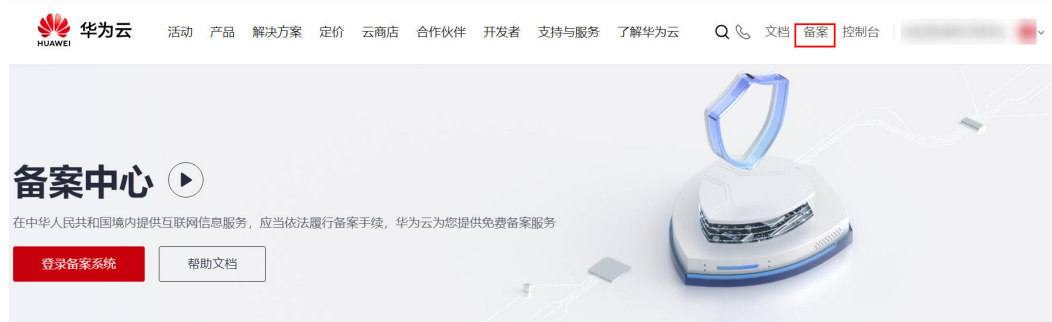 HUAWEI 华为云 活动 产品 解决方案 定价 云商店 合作伙伴 开发者 支持与服务 了解华为云 文档 备案 控制台
备案中心
在中华人民共和国境内提供互联网信息服务，应当依法履行备案手续，华为云为您提供免费备案服务
登录备案系统 帮助文档